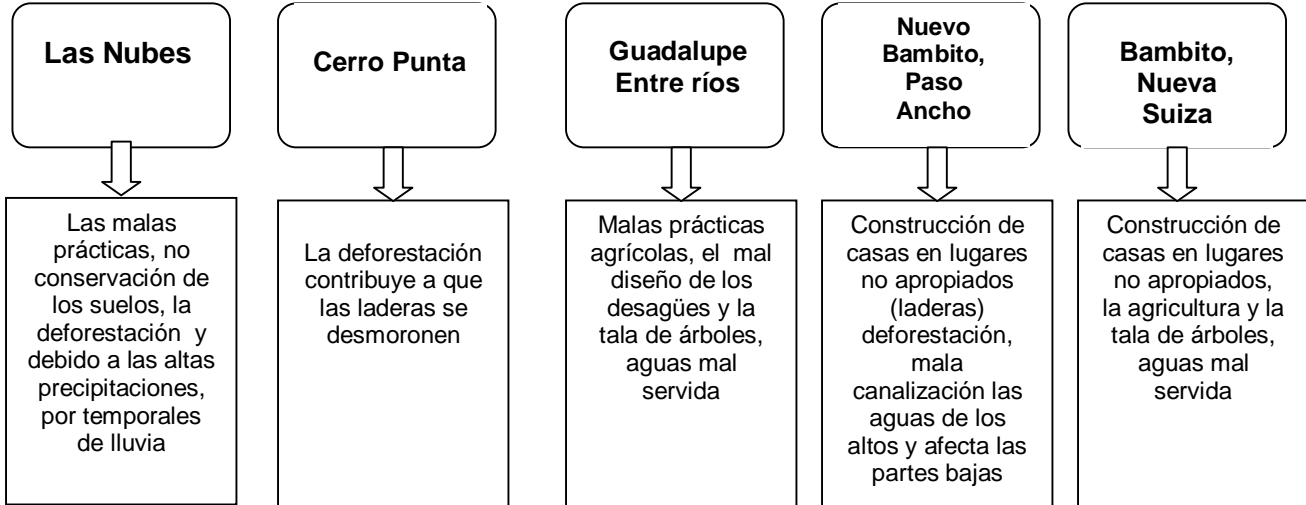 Las Nubes
Cerro Punta
Guadalupe
Entre ríos
Nuevo
Bambito,
Paso
Ancho
Bambito,
Nueva
Suiza
Las malas
prácticas, no
conservación de
los suelos, la
deforestación y
debido a las altas
precipitaciones,
por temporales
de lluvia
La deforestación
contribuye a que
las laderas se
desmoronen
Malas prácticas
agrícolas, el mal
diseño de los
desagües y la
tala de árboles,
aguas mal
servida
Construcción de
casas en lugares
no apropiados
(laderas)
deforestación,
mala
canalización las
aguas de los
altos y afecta las
partes bajas
Construcción de
casas en lugares
no apropiados,
la agricultura y la
tala de árboles,
aguas mal
servida